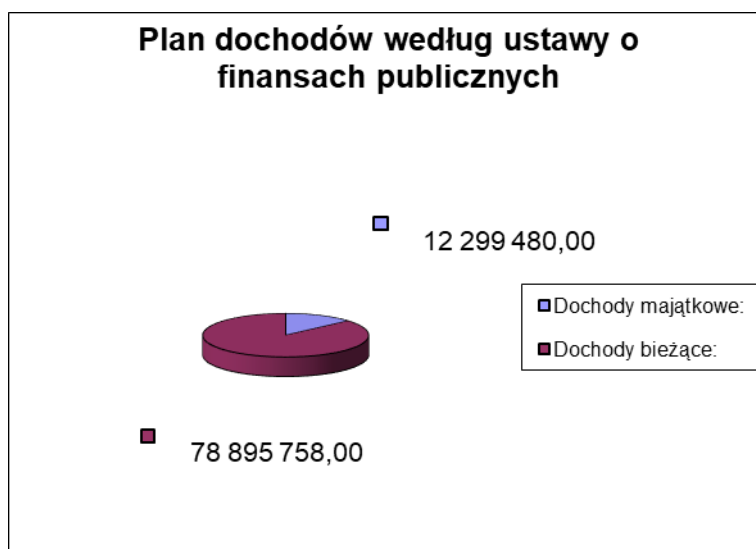 Plan dochodów według ustawy o
finansach publicznych
12 299 480,00
Dochody majątkowe:
Dochody bieżące:
78 895 758,00